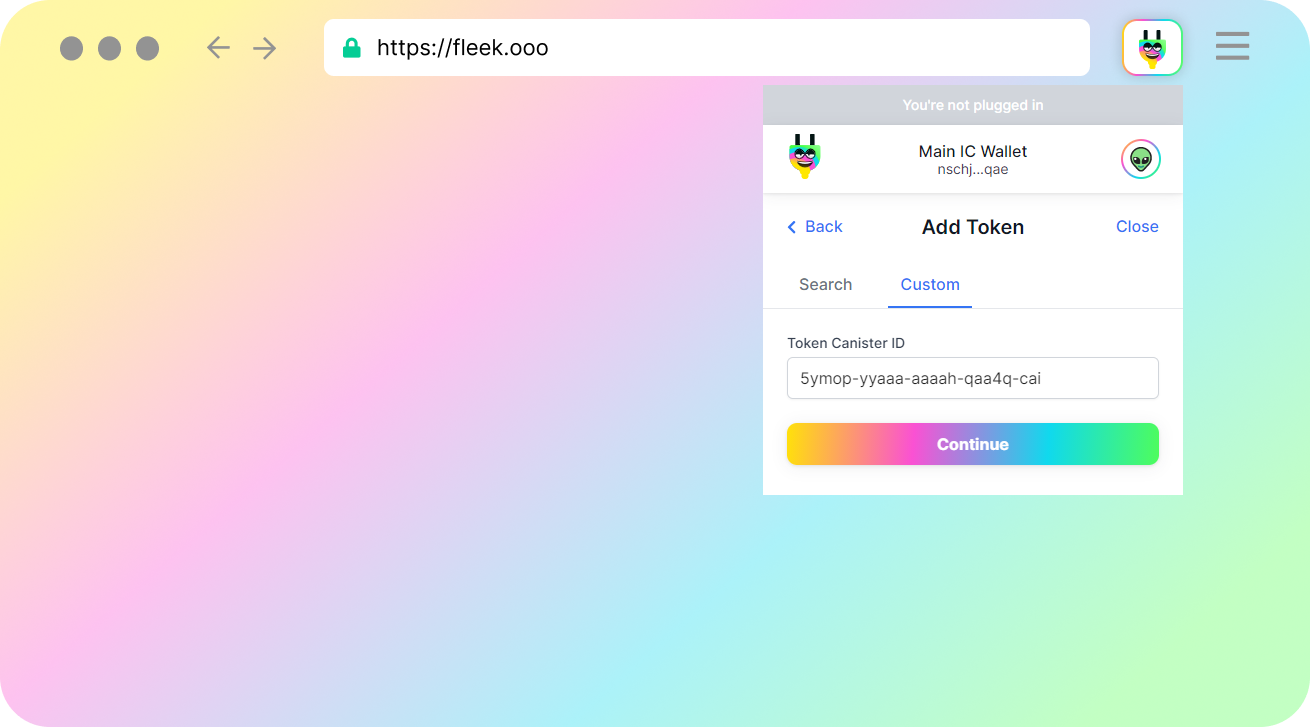 https://fleek.ooo
You're not plugged in
Main IC Wallet
nschj...qae
Back
Add Token
Close
Search
Custom
Token Canister ID
5ymop-yyaaa-aaaah-qaa4q-cai
Continue